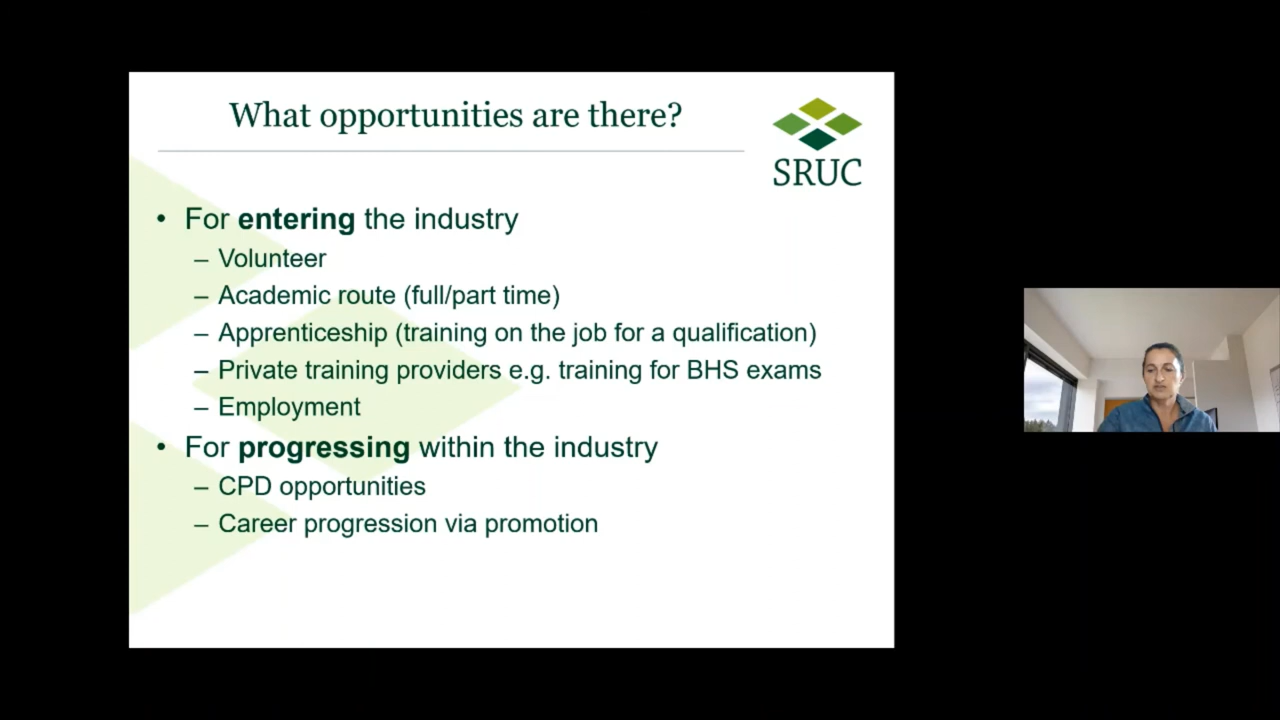 What opportunities are there?
SRUC
• For entering the industry
– Volunteer
– Academic route (full/part time)
– Apprenticeship (training on the job for a qualification)
– Private training providers e.g. training for BHS exams
– Employment
• For progressing within the industry
– CPD opportunities
– Career progression via promotion